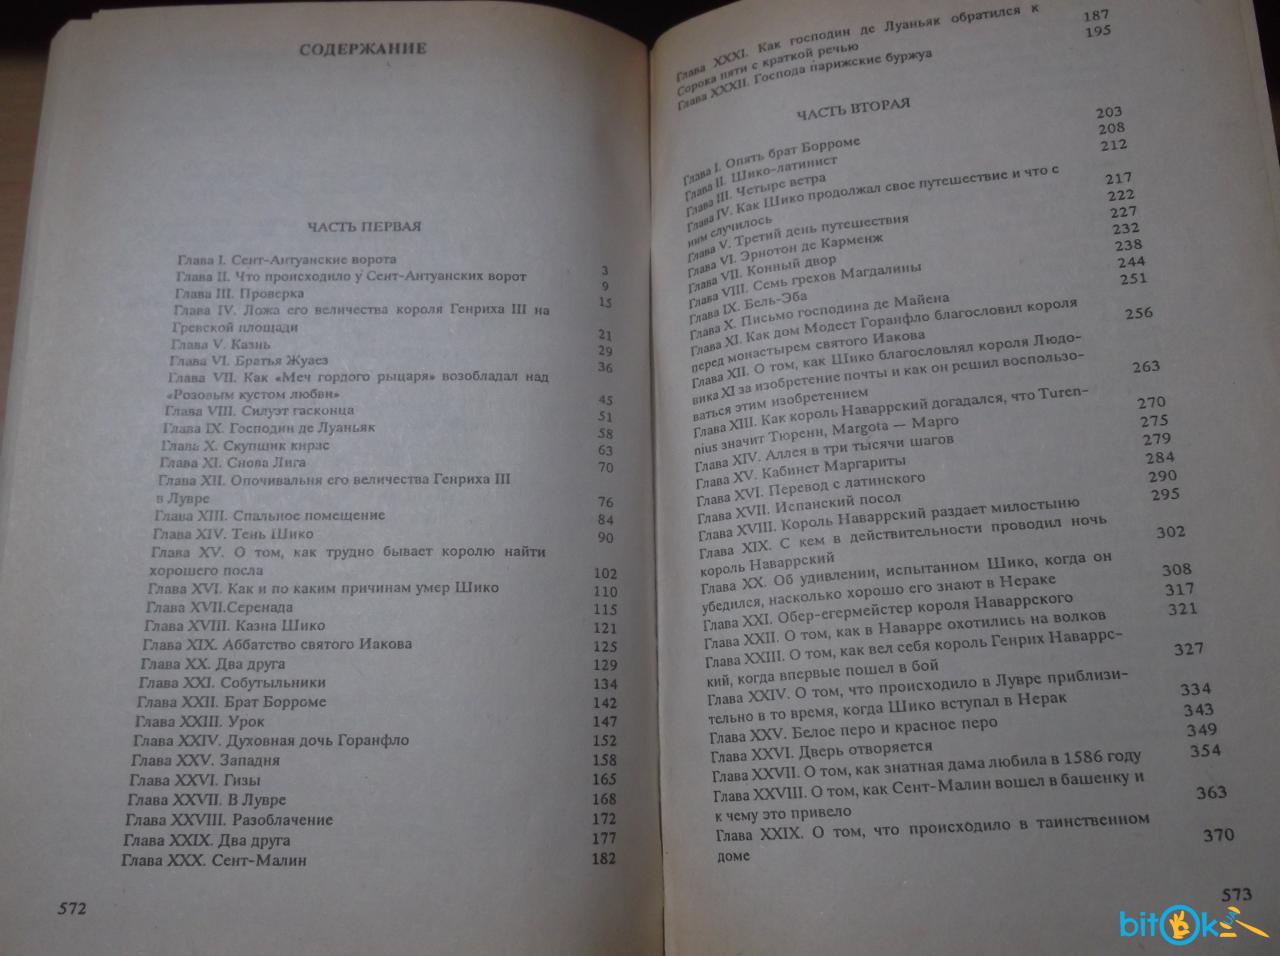 СОДЕРЖАНИЕ
ЧАСТЬ ПЕРВАЯ
Глава I. Сент-Антуанские ворота 3
Глава II. Что происходило у Сент-Антуанских ворот 9
Глава III. Проверка 15
Глава IV. Ложа его величества короля Генриха III на
Гревской площади 21
Глава V. Казнь 29
Глава VI. Братья Жуаез 36
Глава VII. Как «Меч гордого рыцаря» возобладал над
«Розовым кустом любви» 45
Глава VIII. Силуэт гасконца 51
Глава IX. Господин де Луаньяк 58
Главь X. Скупшик кирас 63
Глава XI. Снова Лига 70
Глава XII. Опочивальня его величества Генриха III
в Лувре 76
Глава XIII. Спальное помещение 84
Глава XIV. Тень Шико 90
Глава XV. О том, как трудно бывает королю найти
хорошего посла 102
Глава XVI. Как и по каким причинам умер Шико 110
Глава XVII.Серенада 115
Глава XVIII. Казна Шико 121
Глава XIX. Аббатство святого Иакова 125
Глава XX. Два друга 129
Глава XXI. Собутыльники 134
Глава XXII. Брат Борроме 142
Глава XXIII. Урок 147
Глава XXIV. Духовная дочь Горанфло 152
Глава XXV. Западня 158
Глава XXVI. Гизы 165
Глава XXVII. В Лувре 168
Глава XXVIII. Разоблачение 172
Глава XXIX. Два друга 177
Глава XXX. Сент-Малин 182
572
Глава XXXI. Как господин де Луаньяк обратился к
Сорока пяти с краткой речью 187
Глава XXXII. Господа парижские буржуа 195
ЧАСТЬ ВТОРАЯ
Глава I. Опять брат Борроме 203
Глава II. Шико-латинист 208
Глава III. Четыре ветра 212
Глава IV. Как Шико продолжал свое путешествие и что с
ним случилось 217
Глава V. Третий день путешествия 222
Глава VI. Эрнотон де Карменж 227
Глава VII. Конный двор 232
Глава VIII. Семь грехов Магдалины 238
Глава IX. Бель-Эба 244
Глава X. Письмо господина де Майена 251
Глава XI. Как дом Модест Горанфло благословил короля
перед монастырем святого Иакова 256
Глава XII. О том, как Шико благословлял короля Людо-
вика XI за изобретение почты и как он решил воспользо-
ваться этим изобретением 263
Глава XIII. Как король Наваррский догадался, что Turen-
nius значит Тюренн, Margota — Марго 270
Глава XIV. Аллея в три тысячи шагов 275
Глава XV. Кабинет Маргариты 279
Глава XVI. Перевод с латинского 284
Глава XVII. Испанский посол 290
Глава XVIII. Король Наваррский раздает милостыню 295
Глава XIX. С кем в действительности проводил ночь
король Наваррский 302
Глава XX. Об удивлении, испытанном Шико, когда он
убедился, насколько хорошо его знают в Нераке 308
Глава XXI. Обер-егермейстер короля Наваррского 317
Глава XXII. О том, как в Наварре охотились на волков 321
Глава XXIII. О том, как вел себя король Генрих Наваррс-
кий, когда впервые пошел в бой 327
Глава XXIV. О том, что происходило в Лувре приблизи-
тельно в то время, когда Шико вступал в Нерак 334
Глава XXV. Белое перо и красное перо 343
Глава XXVI. Дверь отворяется 349
Глава XXVII. О том, как знатная дама любила в 1586 году 354
Глава XXVIII. О том, как Сент-Малин вошел в башенку и
к чему это привело 363
Глава XXIX. О том, что происходило в таинственном
доме 370
573
bitOk